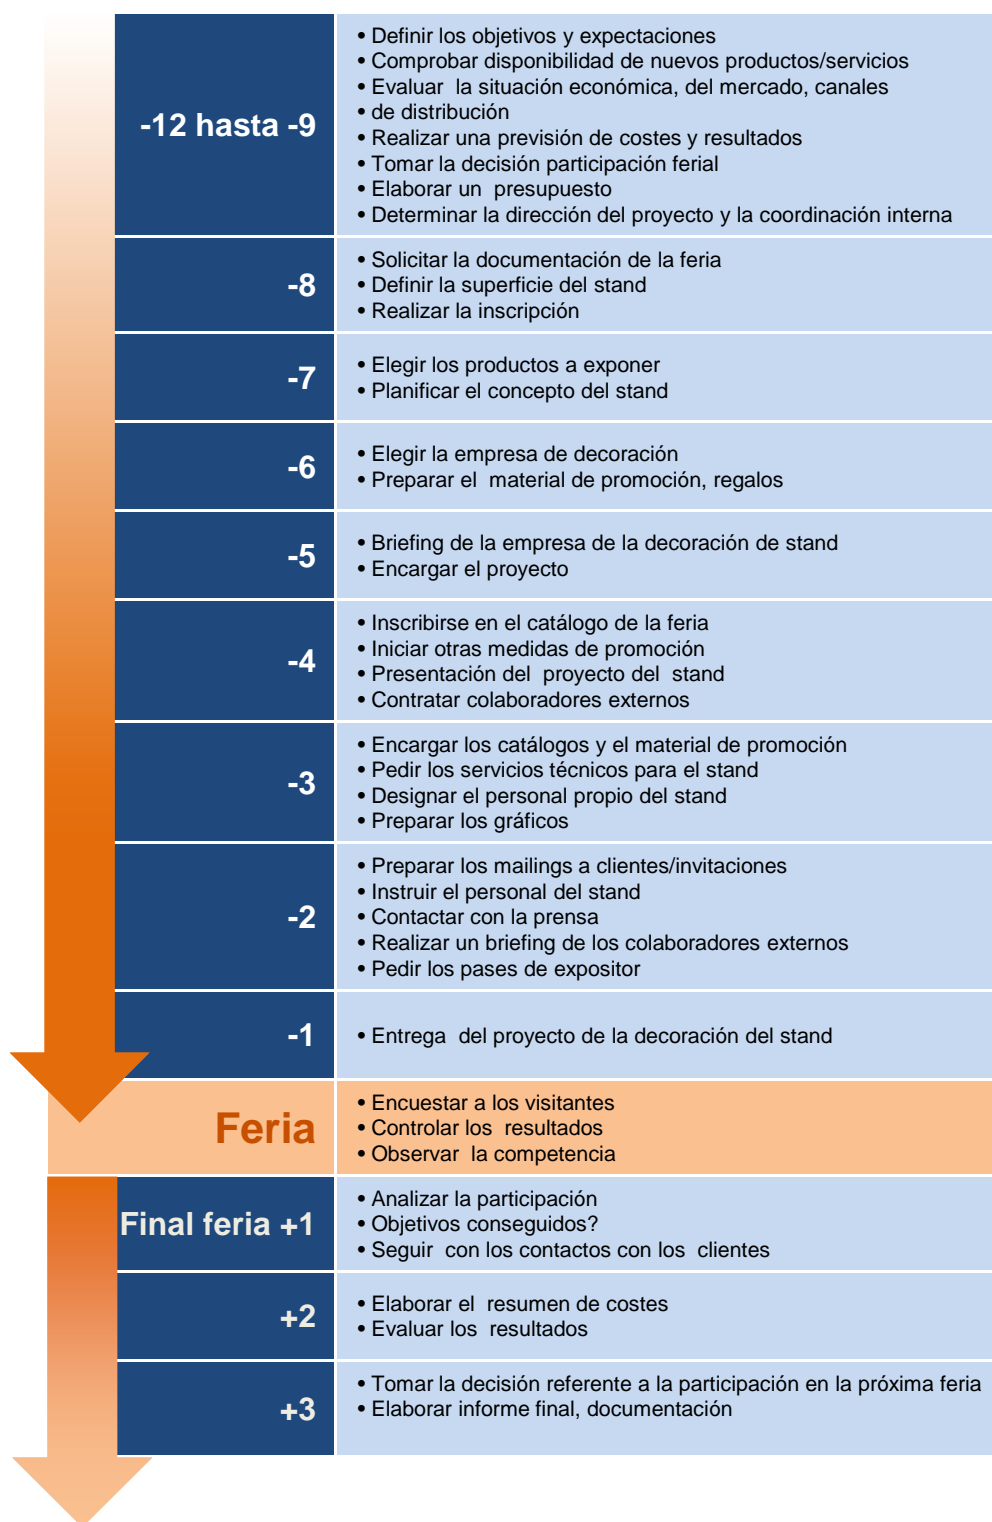 -12 hasta -9
• Definir los objetivos y expectaciones
• Comprobar disponibilidad de nuevos productos/servicios
• Evaluar la situación económica, del mercado, canales
• de distribución
• Realizar una previsión de costes y resultados
• Tomar la decisión participación ferial
• Elaborar un presupuesto
• Determinar la dirección del proyecto y la coordinación interna
-8
• Solicitar la documentación de la feria
• Definir la superficie del stand
• Realizar la inscripción
-7
• Elegir los productos a exponer
• Planificar el concepto del stand
-6
• Elegir la empresa de decoración
• Preparar el material de promoción, regalos
-5
• Briefing de la empresa de la decoración de stand
• Encargar el proyecto
-4
• Inscribirse en el catálogo de la feria
• Iniciar otras medidas de promoción
• Presentación del proyecto del stand
• Contratar colaboradores externos
-3
• Encargar los catálogos y el material de promoción
• Pedir los servicios técnicos para el stand
• Designar el personal propio del stand
• Preparar los gráficos
-2
• Preparar los mailings a clientes/invitaciones
• Instruir el personal del stand
• Contactar con la prensa
• Realizar un briefing de los colaboradores externos
• Pedir los pases de expositor
-1
• Entrega del proyecto de la decoración del stand
Feria
• Encuestar a los visitantes
• Controlar los resultados
• Observar la competencia
Final feria +1
• Analizar la participación
• Objetivos conseguidos?
• Seguir con los contactos con los clientes
+2
• Elaborar el resumen de costes
• Evaluar los resultados
+3
• Tomar la decisión referente a la participación en la próxima feria
• Elaborar informe final, documentación